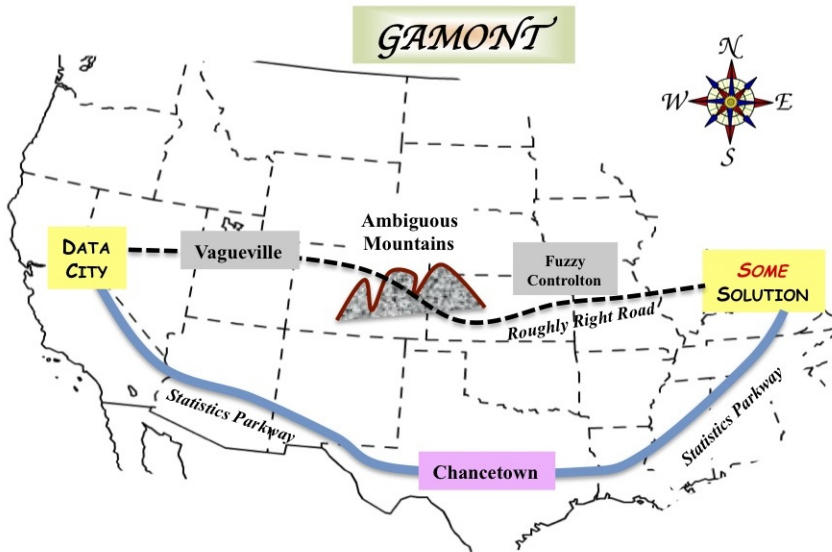 GAMONT
N
W E
S
Ambiguous
Mountains
DATA
CITY
Vagueville
Fuzzy
Controlton
SOME
SOLUTION
Roughly Right Road
Statistics Parkway
Statistics Parkway
Chancetown